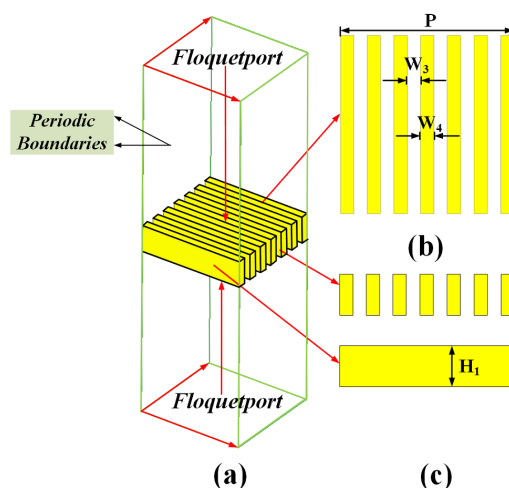 Floquetport
Periodic
Boundaries
Floquetport
(a)
P
W3
W4
(b)
H1
(c)